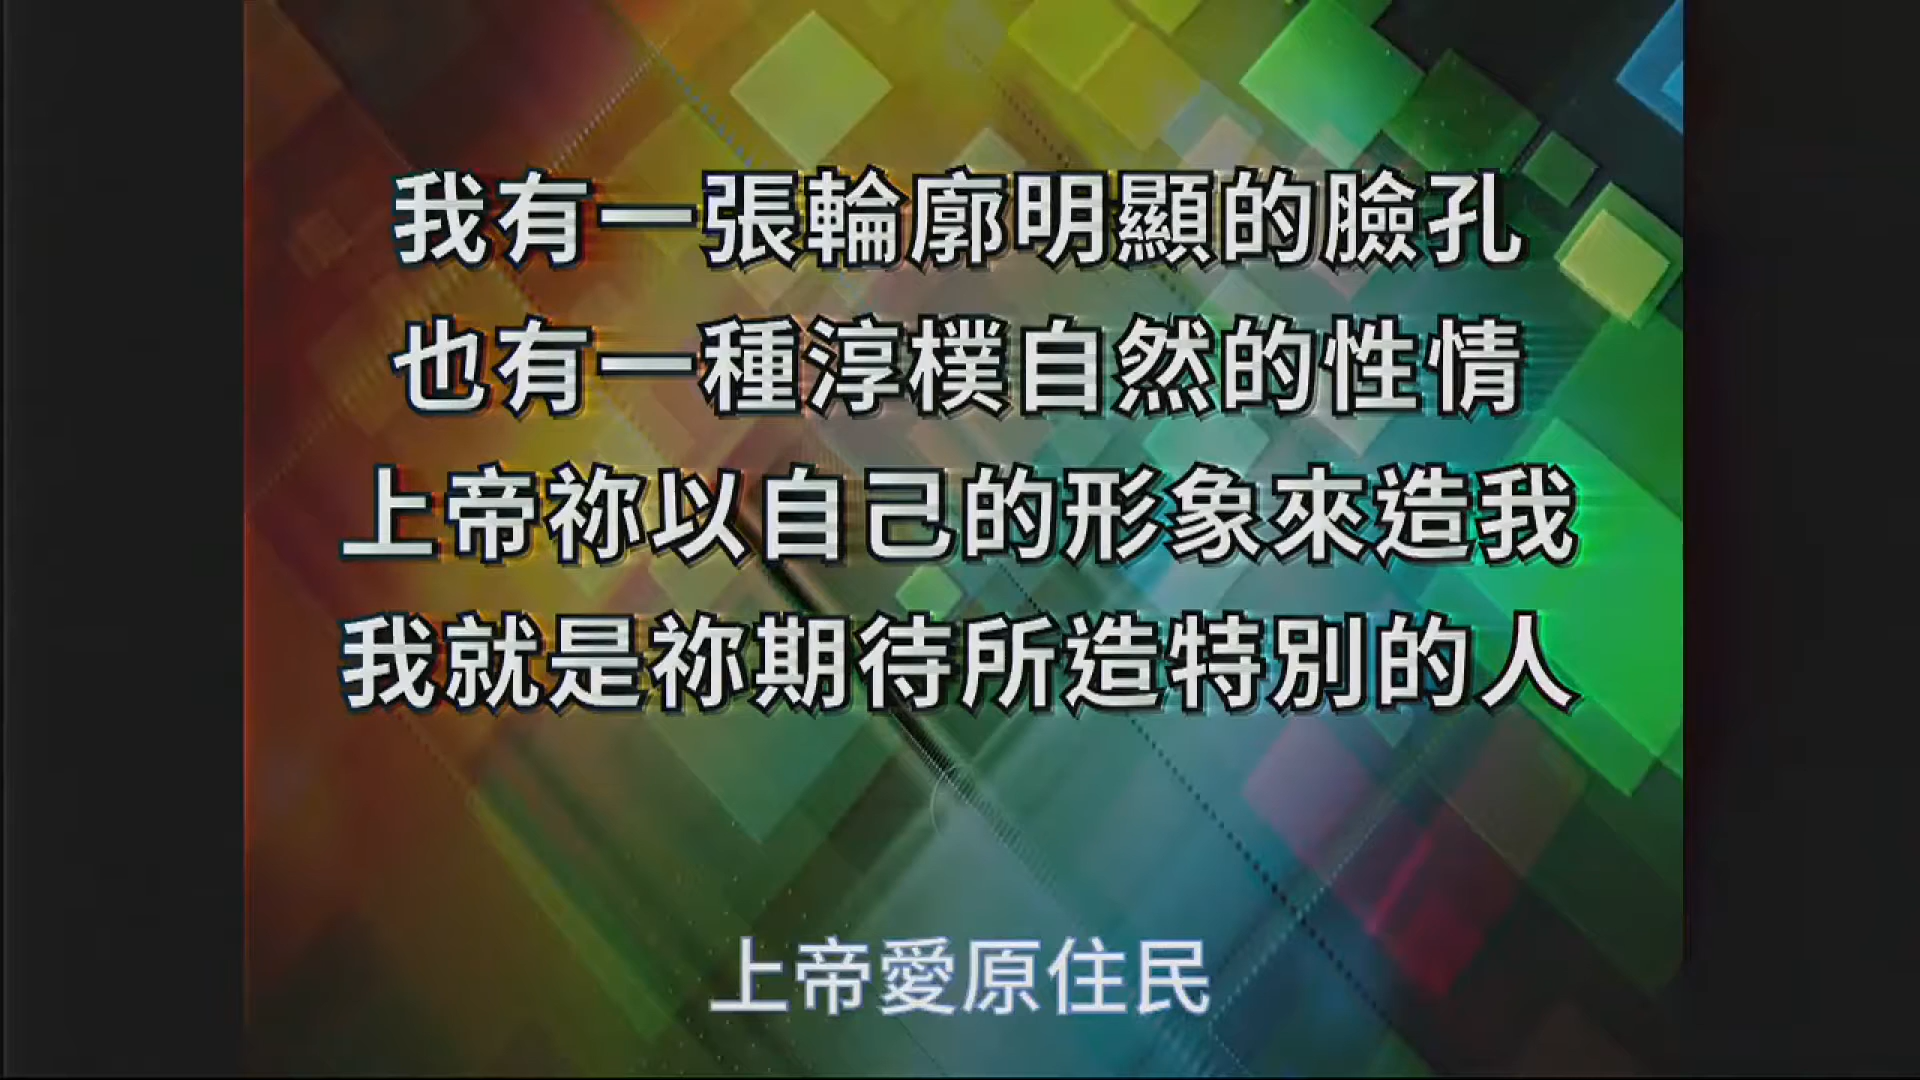 我有一張輪廓明顯的臉孔
也有一種淳樸自然的性情
上帝祢以自己的形象來造我
我就是祢期待所造特別的人
上帝愛原住民